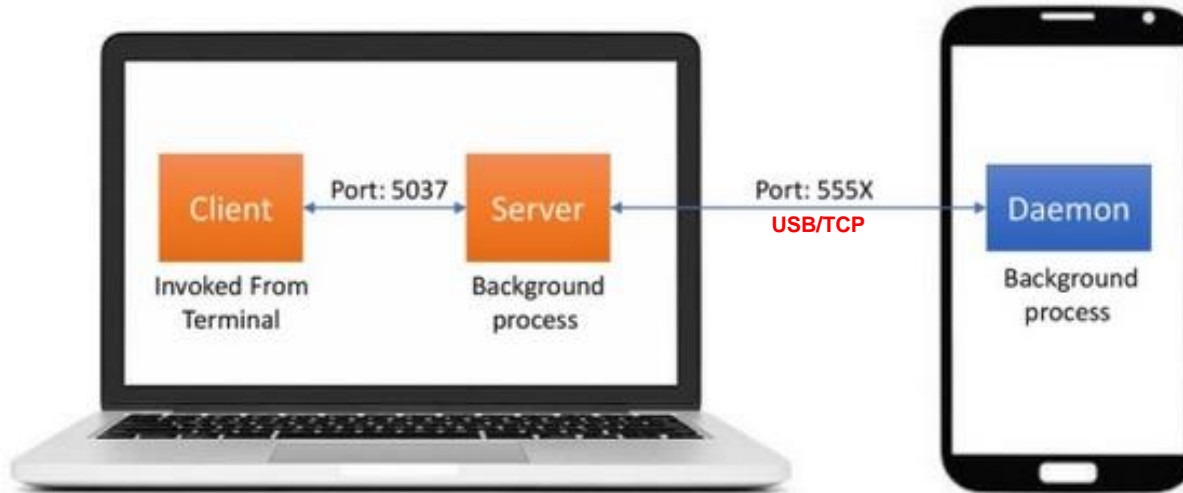 Client
Port: 5037
Server
Port: 555X
USB/TCP
Daemon
Invoked From
Terminal
Background
process
Background
process